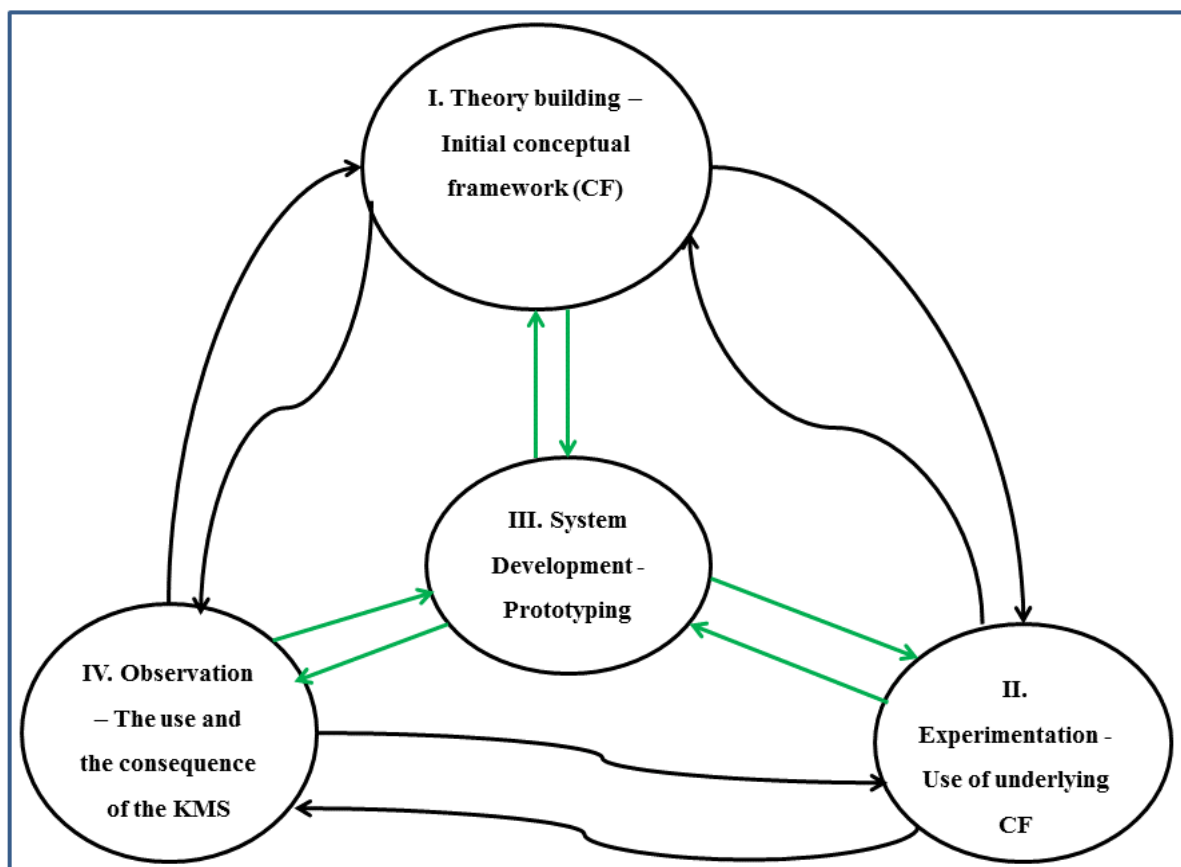 I. Theory building –
Initial conceptual
framework (CF)
III. System
Development -
Prototyping
IV. Observation
– The use and
the consequence
of the KMS
II.
Experimentation -
Use of underlying
CF